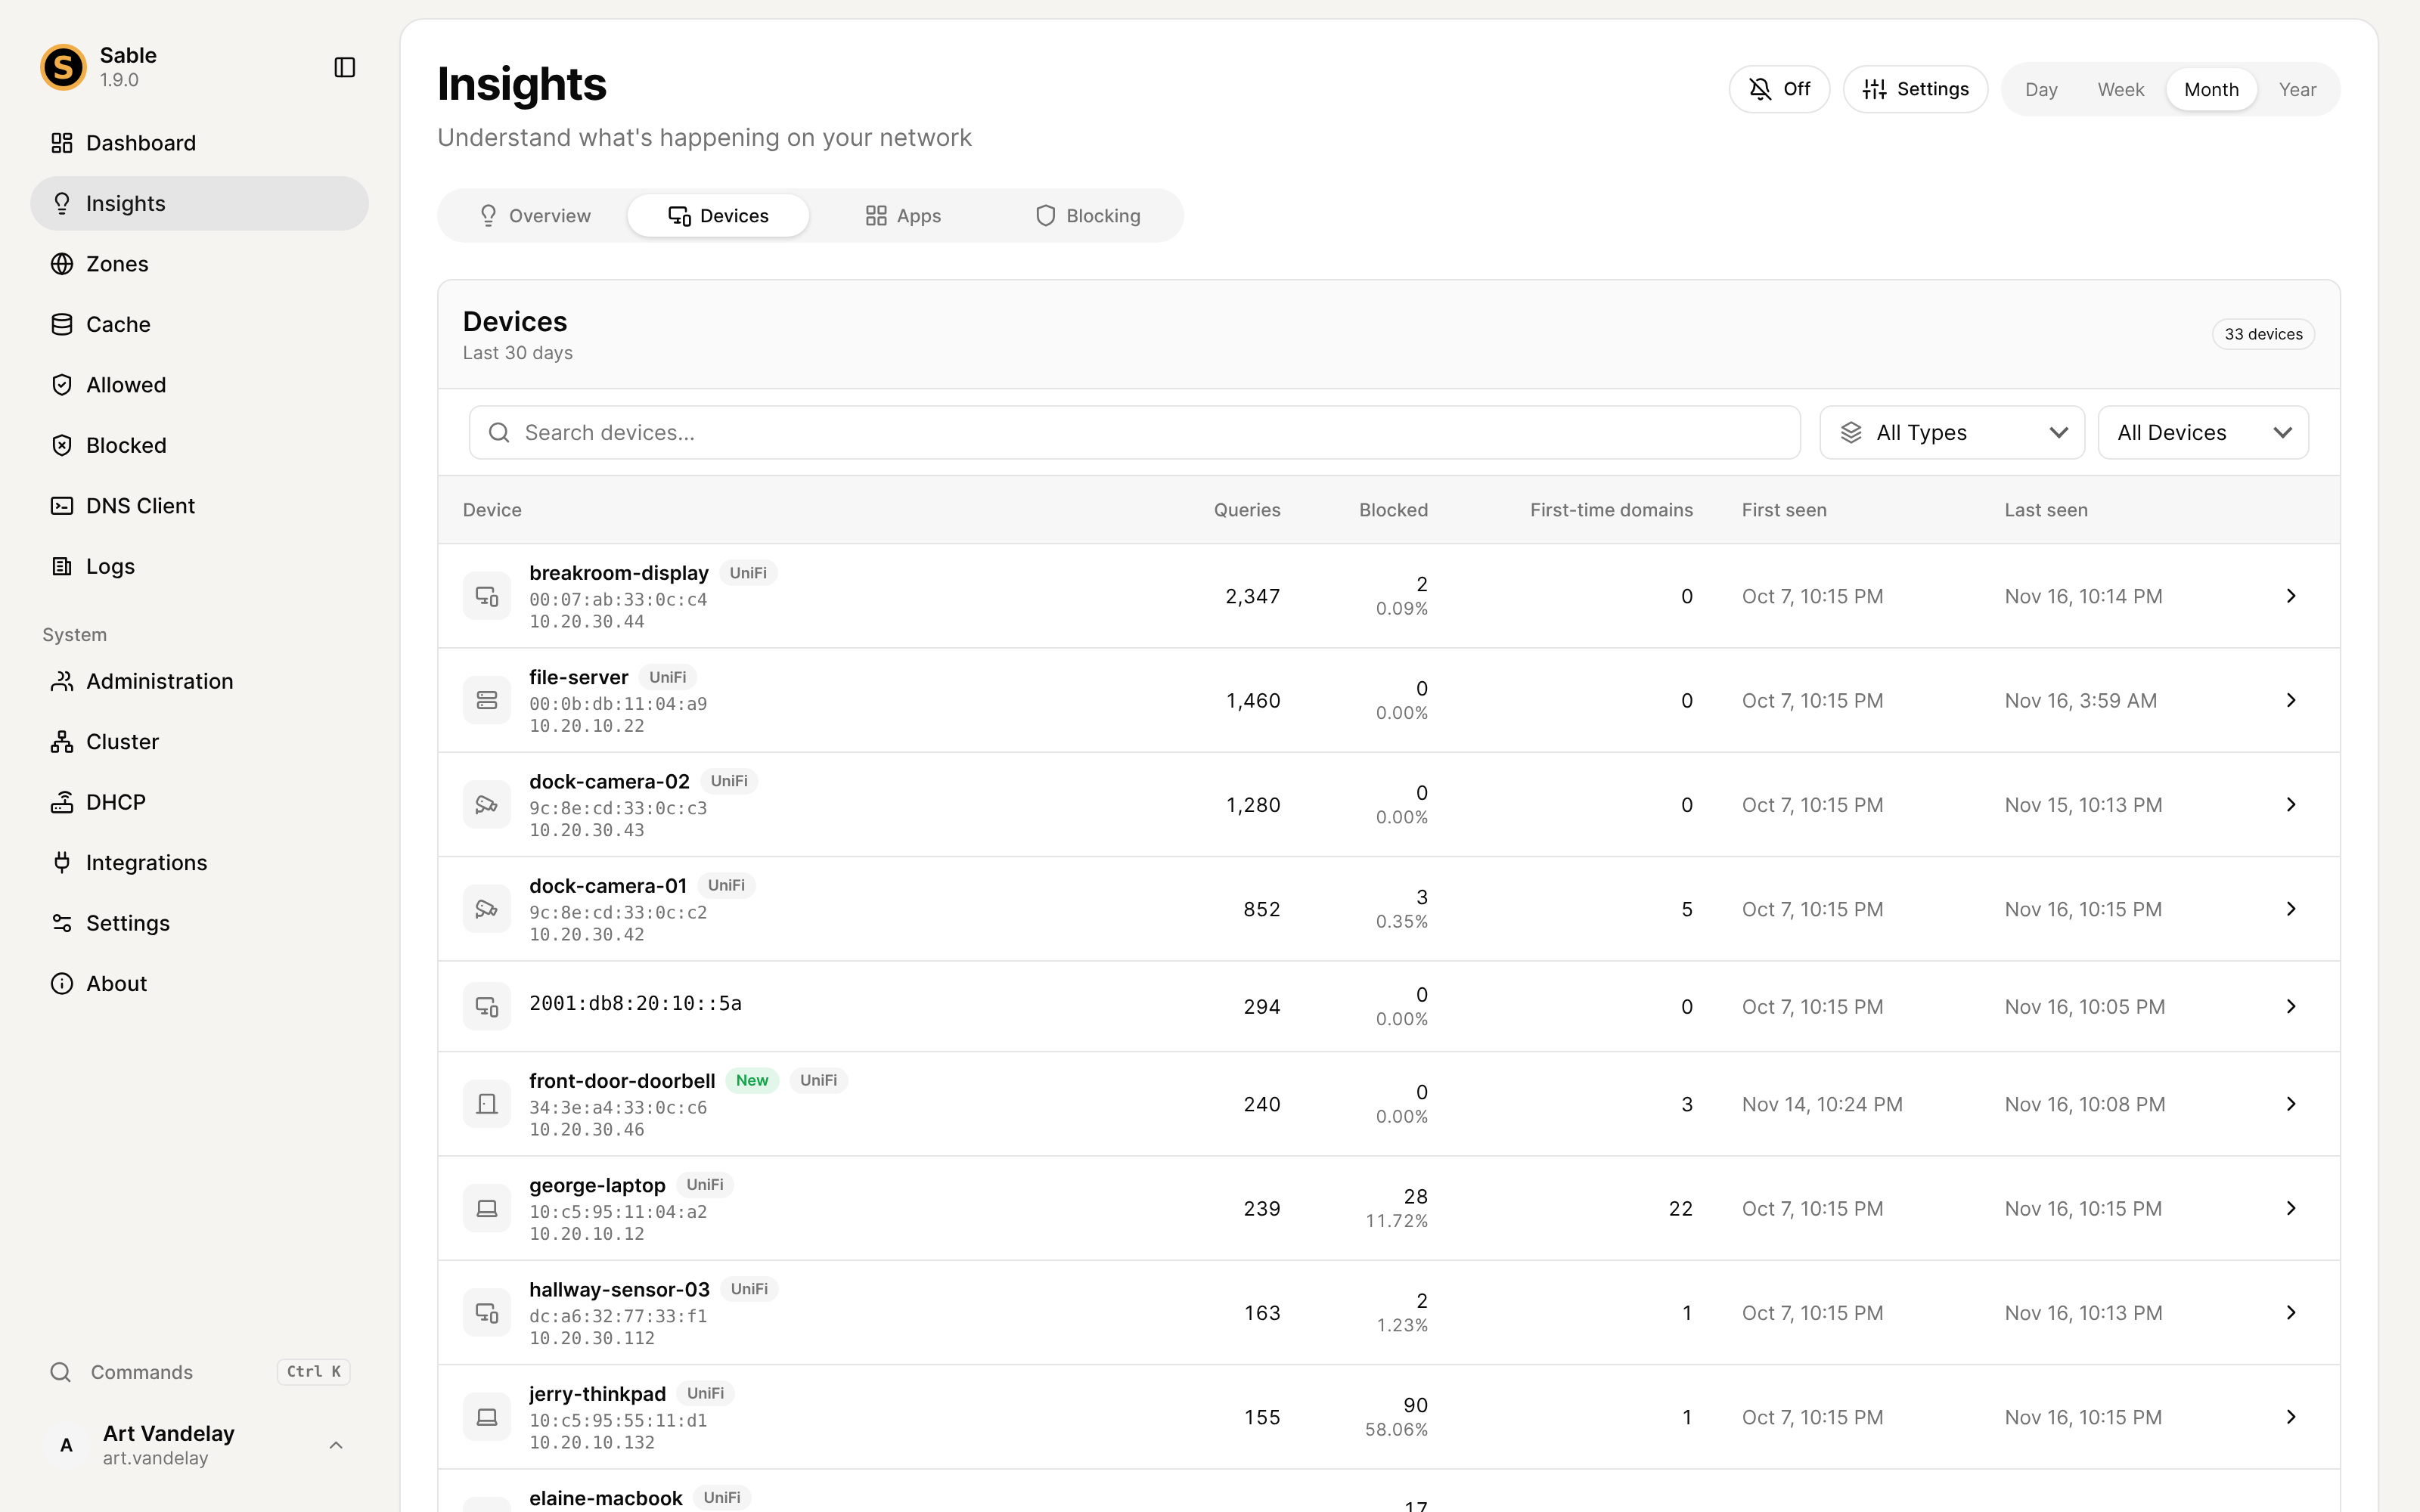 S
Sable
1.9.0
Dashboard
Insights
Zones
Cache
Allowed
Blocked
DNS Client
Logs
System
Administration
Cluster
DHCP
Integrations
Settings
About
Commands
Ctrl K
A
Art Vandelay
art.vandelay
Insights
Understand what's happening on your network
Off
Settings
Day
Week
Month
Year
Overview
Devices
Apps
Blocking
Devices
Last 30 days
33 devices
Search devices...
All Types
All Devices
Device Queries Blocked First-time domains First seen Last seen
breakroom-display UniFi
00:07:ab:33:0c:c4
10.20.30.44
2,347
2
0.09%
0
Oct 7, 10:15 PM
Nov 16, 10:14 PM
file-server UniFi
00:0b:db:11:04:a9
10.20.10.22
1,460
0
0.00%
0
Oct 7, 10:15 PM
Nov 16, 3:59 AM
dock-camera-02 UniFi
9c:8e:cd:33:0c:c3
10.20.30.43
1,280
0
0.00%
0
Oct 7, 10:15 PM
Nov 15, 10:13 PM
dock-camera-01 UniFi
9c:8e:cd:33:0c:c2
10.20.30.42
852
3
0.35%
5
Oct 7, 10:15 PM
Nov 16, 10:15 PM
2001:db8:20:10::5a
294
0
0.00%
0
Oct 7, 10:15 PM
Nov 16, 10:05 PM
front-door-doorbell New UniFi
34:3e:a4:33:0c:c6
10.20.30.46
240
0
0.00%
3
Nov 14, 10:24 PM
Nov 16, 10:08 PM
george-laptop UniFi
10:c5:95:11:04:a2
10.20.10.12
239
28
11.72%
22
Oct 7, 10:15 PM
Nov 16, 10:15 PM
hallway-sensor-03 UniFi
dc:a6:32:77:33:f1
10.20.30.112
163
2
1.23%
1
Oct 7, 10:15 PM
Nov 16, 10:13 PM
jerry-thinkpad UniFi
10:c5:95:55:11:d1
10.20.10.132
155
90
58.06%
1
Oct 7, 10:15 PM
Nov 16, 10:15 PM
elaine-macbook UniFi
17